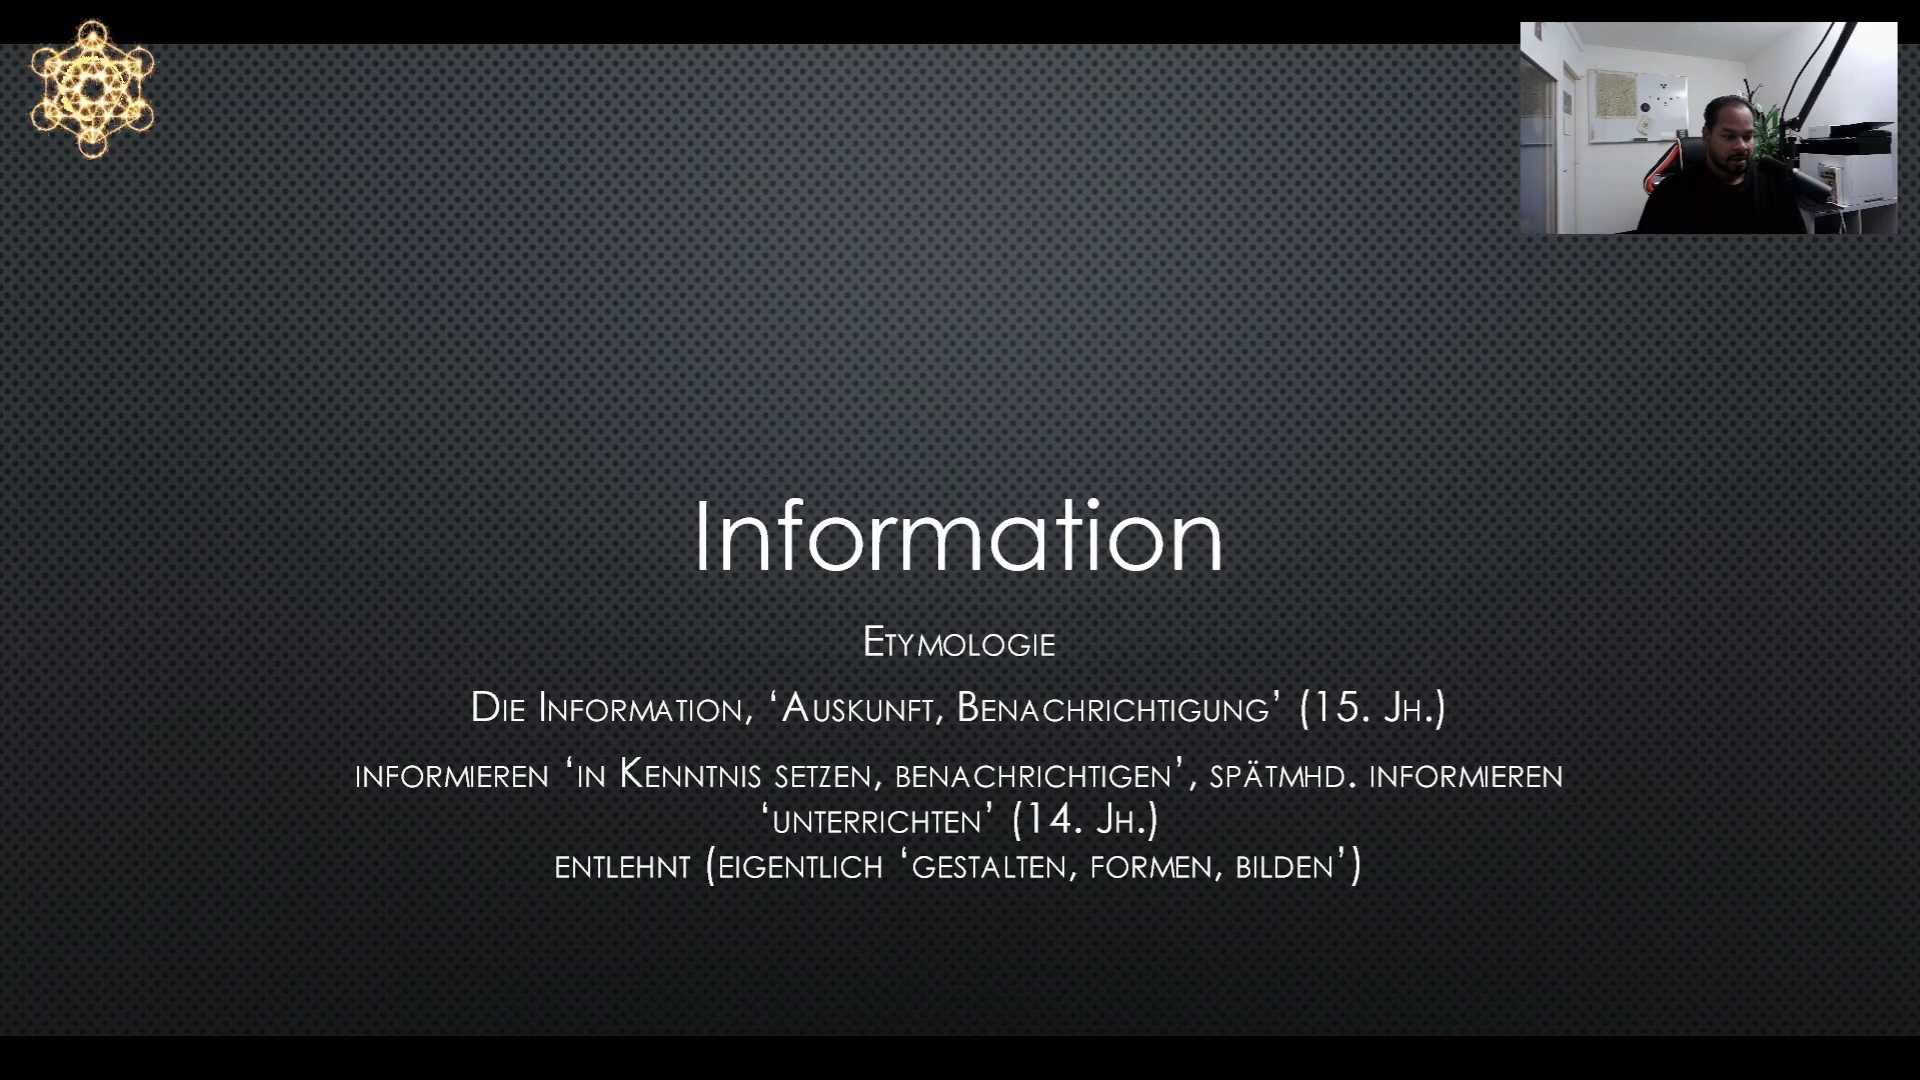 Information
Etymologie
Die Information, ‘Auskunft, Benachrichtigung’ (15. Jh.)
informieren ‘in Kenntnis setzen, benachrichtigen’, spätmhd. informieren
‘unterrichten’ (14. Jh.)
entlehnt (eigentlich ‘gestalten, formen, bilden’)